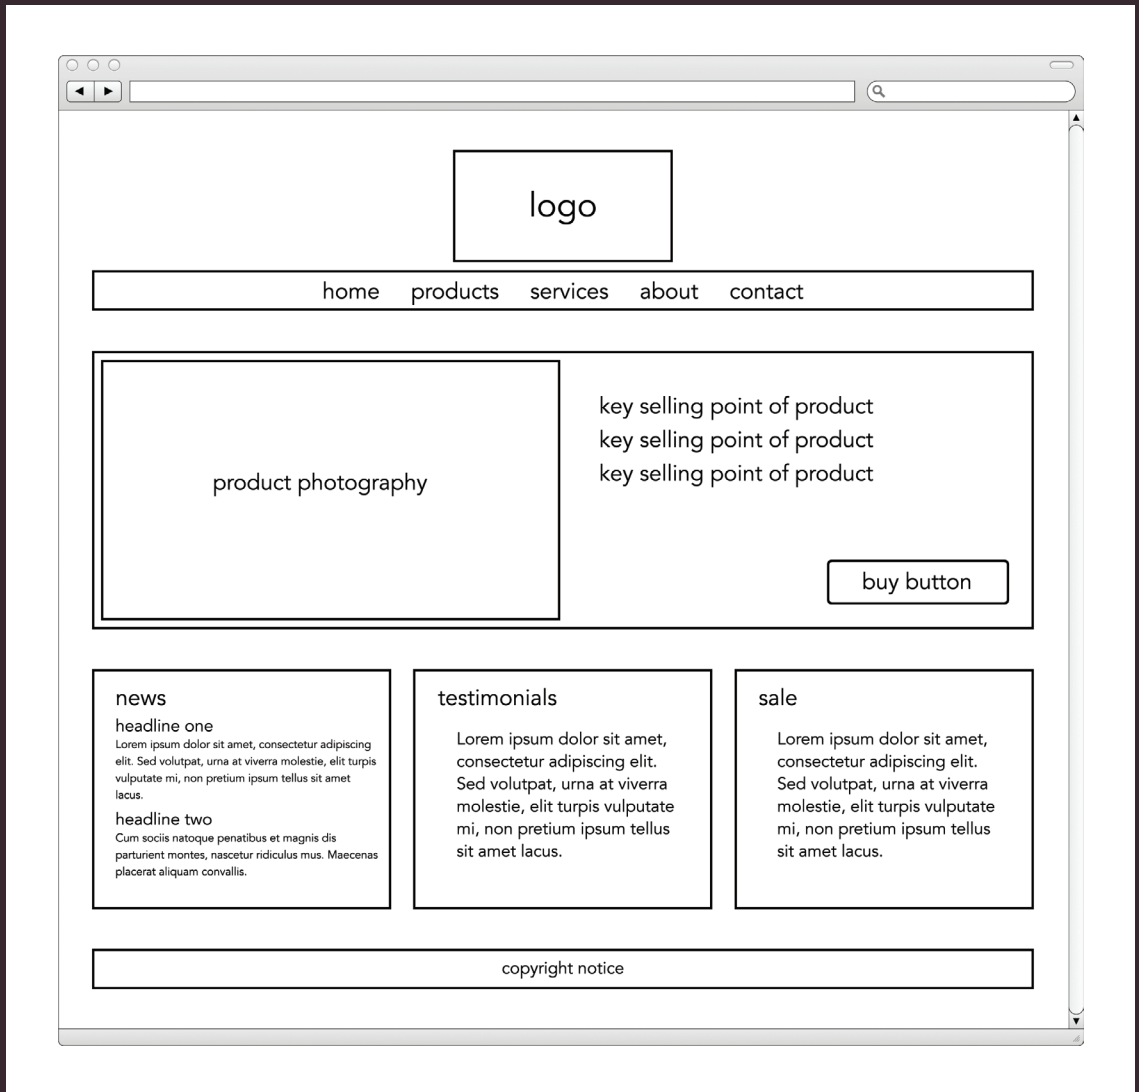 logo
home products services about contact
product photography
key selling point of product
key selling point of product
key selling point of product
buy button
news
headline one
Lorem ipsum dolor sit amet, consectetur adipiscing
elit. Sed volutpat, urna at viverra molestie, elit turpis
vulputate mi, non pretium ipsum tellus sit amet
lacus.
headline two
Cum sociis natoque penatibus et magnis dis
parturient montes, nascetur ridiculus mus. Maecenas
placerat aliquam convallis.
testimonials
Lorem ipsum dolor sit amet,
consectetur adipiscing elit.
Sed volutpat, urna at viverra
molestie, elit turpis vulputate
mi, non pretium ipsum tellus
sit amet lacus.
sale
Lorem ipsum dolor sit amet,
consectetur adipiscing elit.
Sed volutpat, urna at viverra
molestie, elit turpis vulputate
mi, non pretium ipsum tellus
sit amet lacus.
copyright notice